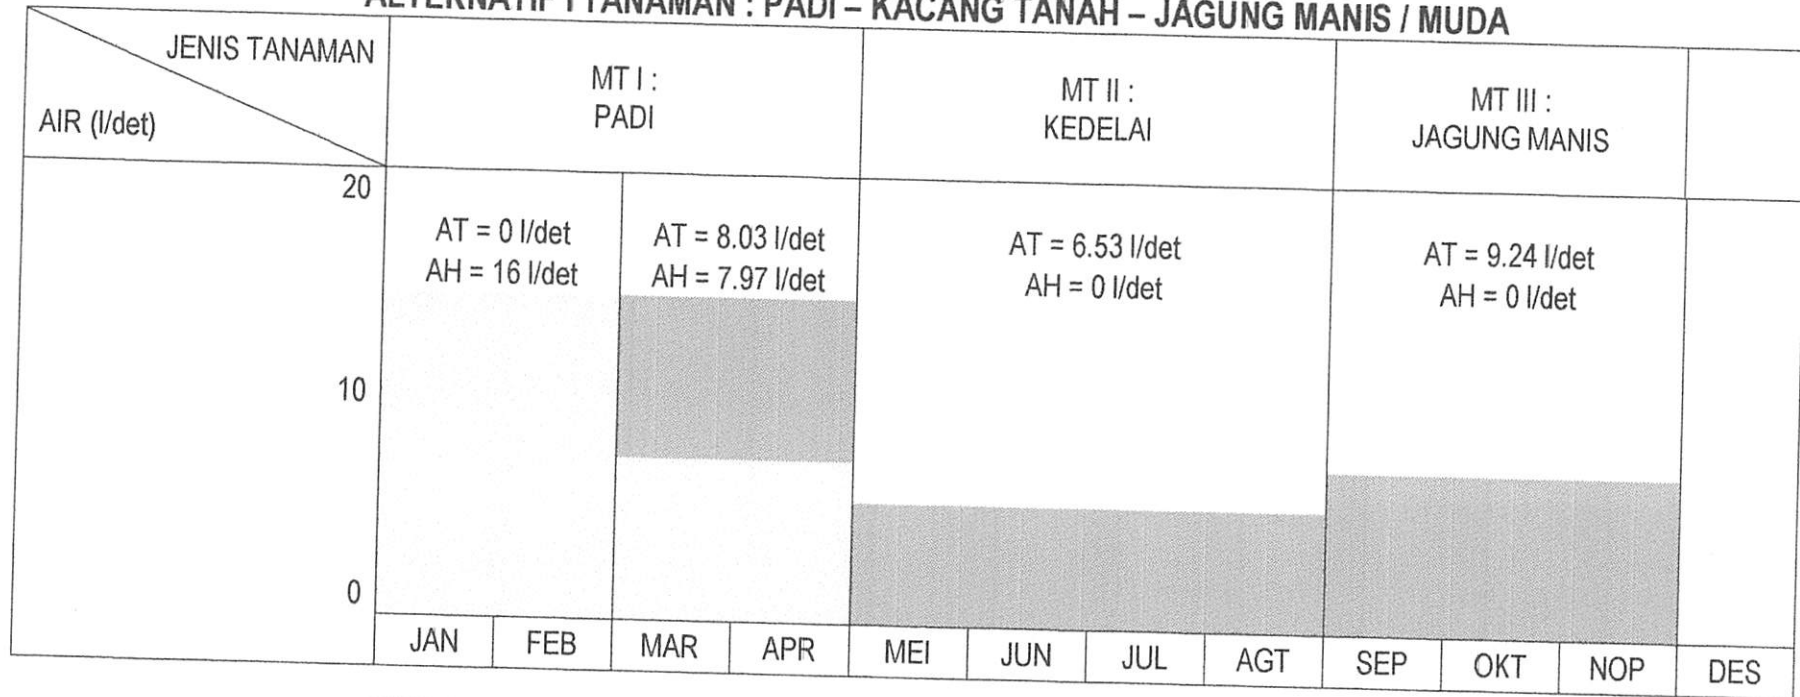 ALTERNATIF I TANAMAN : PADI – KACANG TANAH – JAGUNG MANIS / MUDA
JENIS TANAMAN
AIR (l/det)
MT I :
PADI
MT II :
KEDELAI
MT III :
JAGUNG MANIS
20
10
0
AT = 0 l/det
AH = 16 l/det
AT = 8.03 l/det
AH = 7.97 l/det
AT = 6.53 l/det
AH = 0 l/det
AT = 9.24 l/det
AH = 0 l/det
JAN FEB MAR APR MEI JUN JUL AGT SEP OKT NOP DES